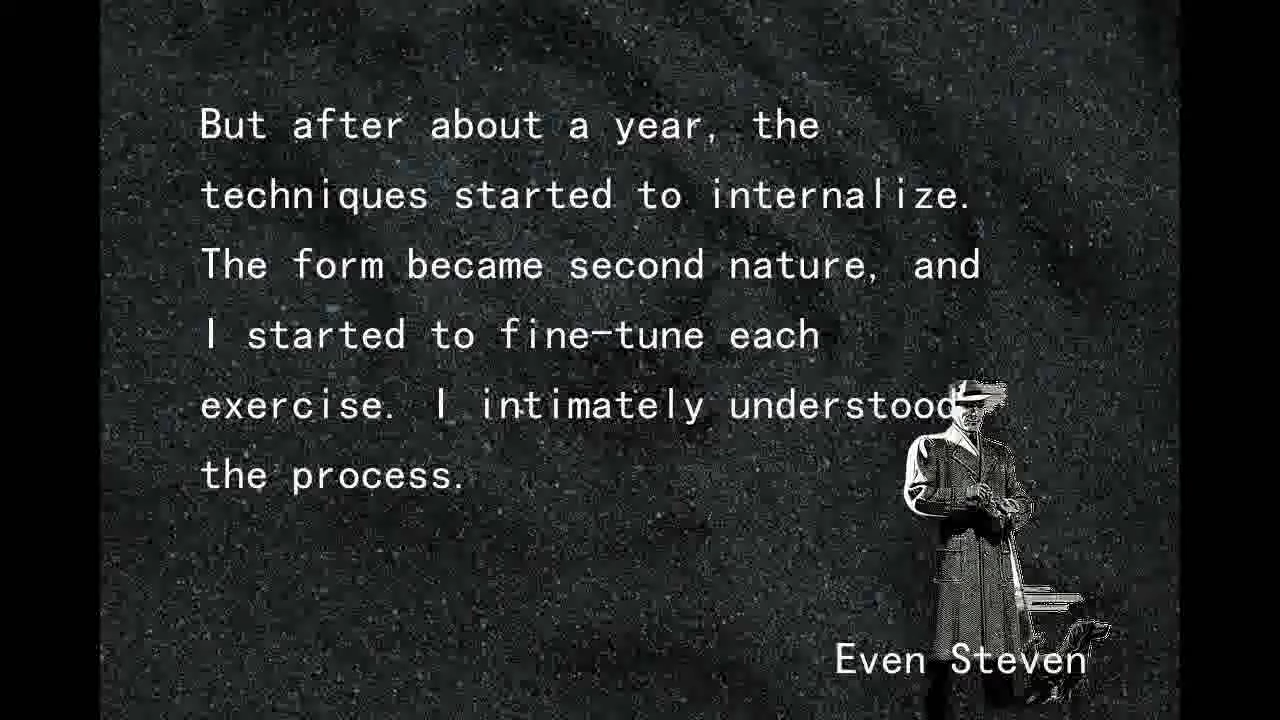 But after about a year, the
techniques started to internalize.
The form became second nature, and
I started to fine-tune each
exercise. I intimately understood
the process.
Even Steven